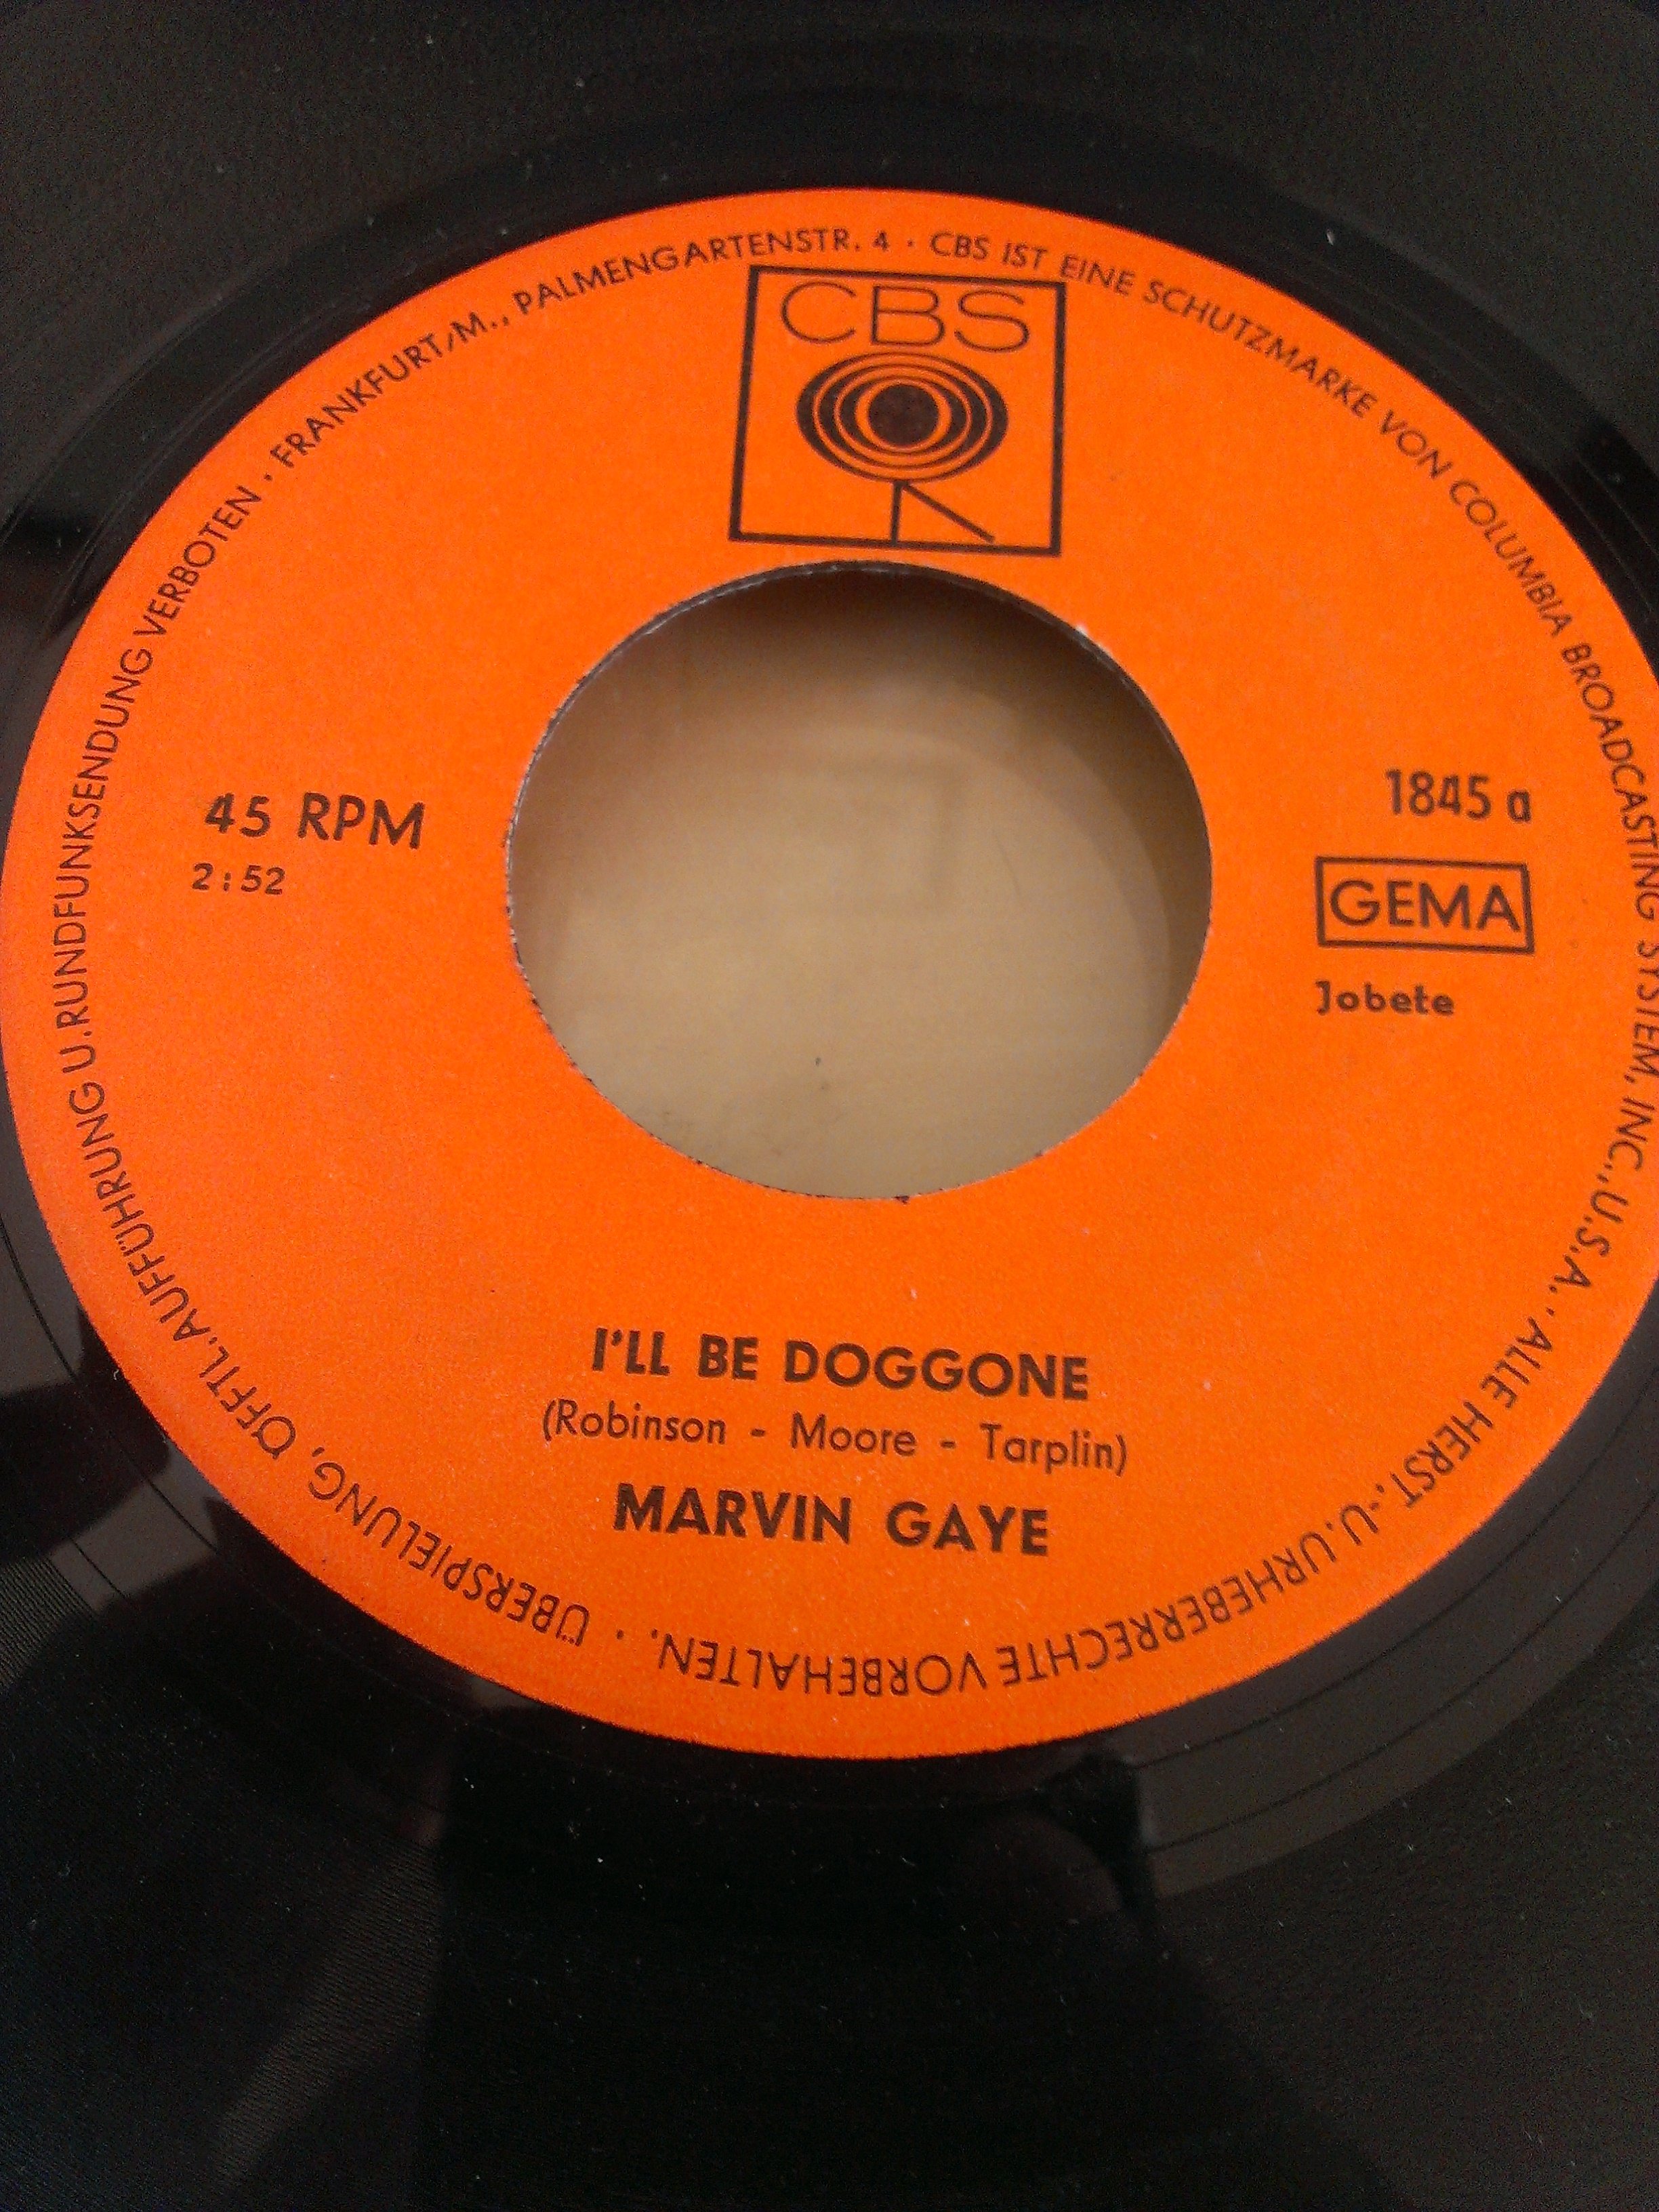 FRANKFURT/M., PALMENGARTENSTR. 4 · CBS IST EINE SCHUTZMARKE VON COLUMBIA BROADCASTING SYSTEM, INC., U.S.A. · ALLE HERST.-U. URHEBERRECHTE VORBEHALTEN. · ÜBERSPIELUNG, ÖFFTL. AUFFÜHRUNG U. RUNDFUNKSENDUNG VERBOTEN ·
CBS
45 RPM
2:52
1845 a
GEMA
Jobete
I'LL BE DOGGONE
(Robinson - Moore - Tarplin)
MARVIN GAYE